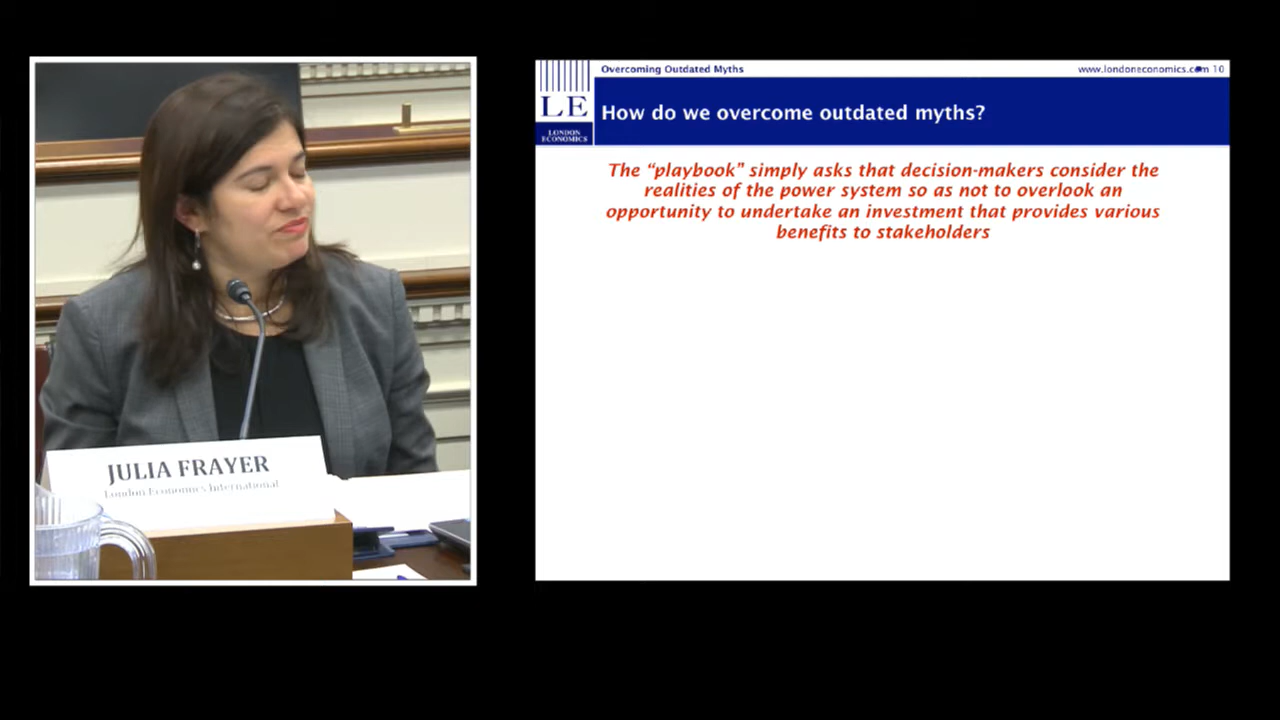 JULIA FRAYER
London Economics International
Overcoming Outdated Myths
www.londoneconomics.com 10
LE
LONDON
ECONOMICS
How do we overcome outdated myths?
The “playbook” simply asks that decision-makers consider the
realities of the power system so as not to overlook an
opportunity to undertake an investment that provides various
benefits to stakeholders